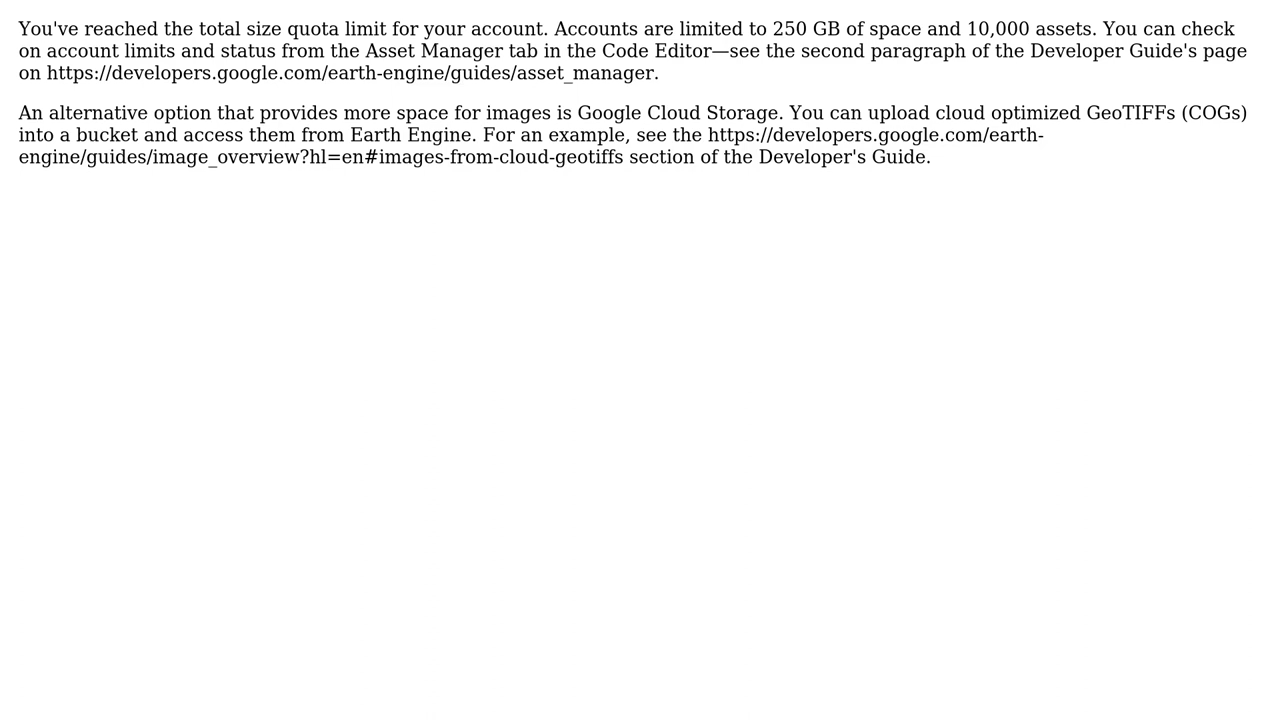 You've reached the total size quota limit for your account. Accounts are limited to 250 GB of space and 10,000 assets. You can check
on account limits and status from the Asset Manager tab in the Code Editor—see the second paragraph of the Developer Guide's page
on https://developers.google.com/earth-engine/guides/asset_manager.
An alternative option that provides more space for images is Google Cloud Storage. You can upload cloud optimized GeoTIFFs (COGs)
into a bucket and access them from Earth Engine. For an example, see the https://developers.google.com/earth-
engine/guides/image_overview?hl=en#images-from-cloud-geotiffs section of the Developer's Guide.